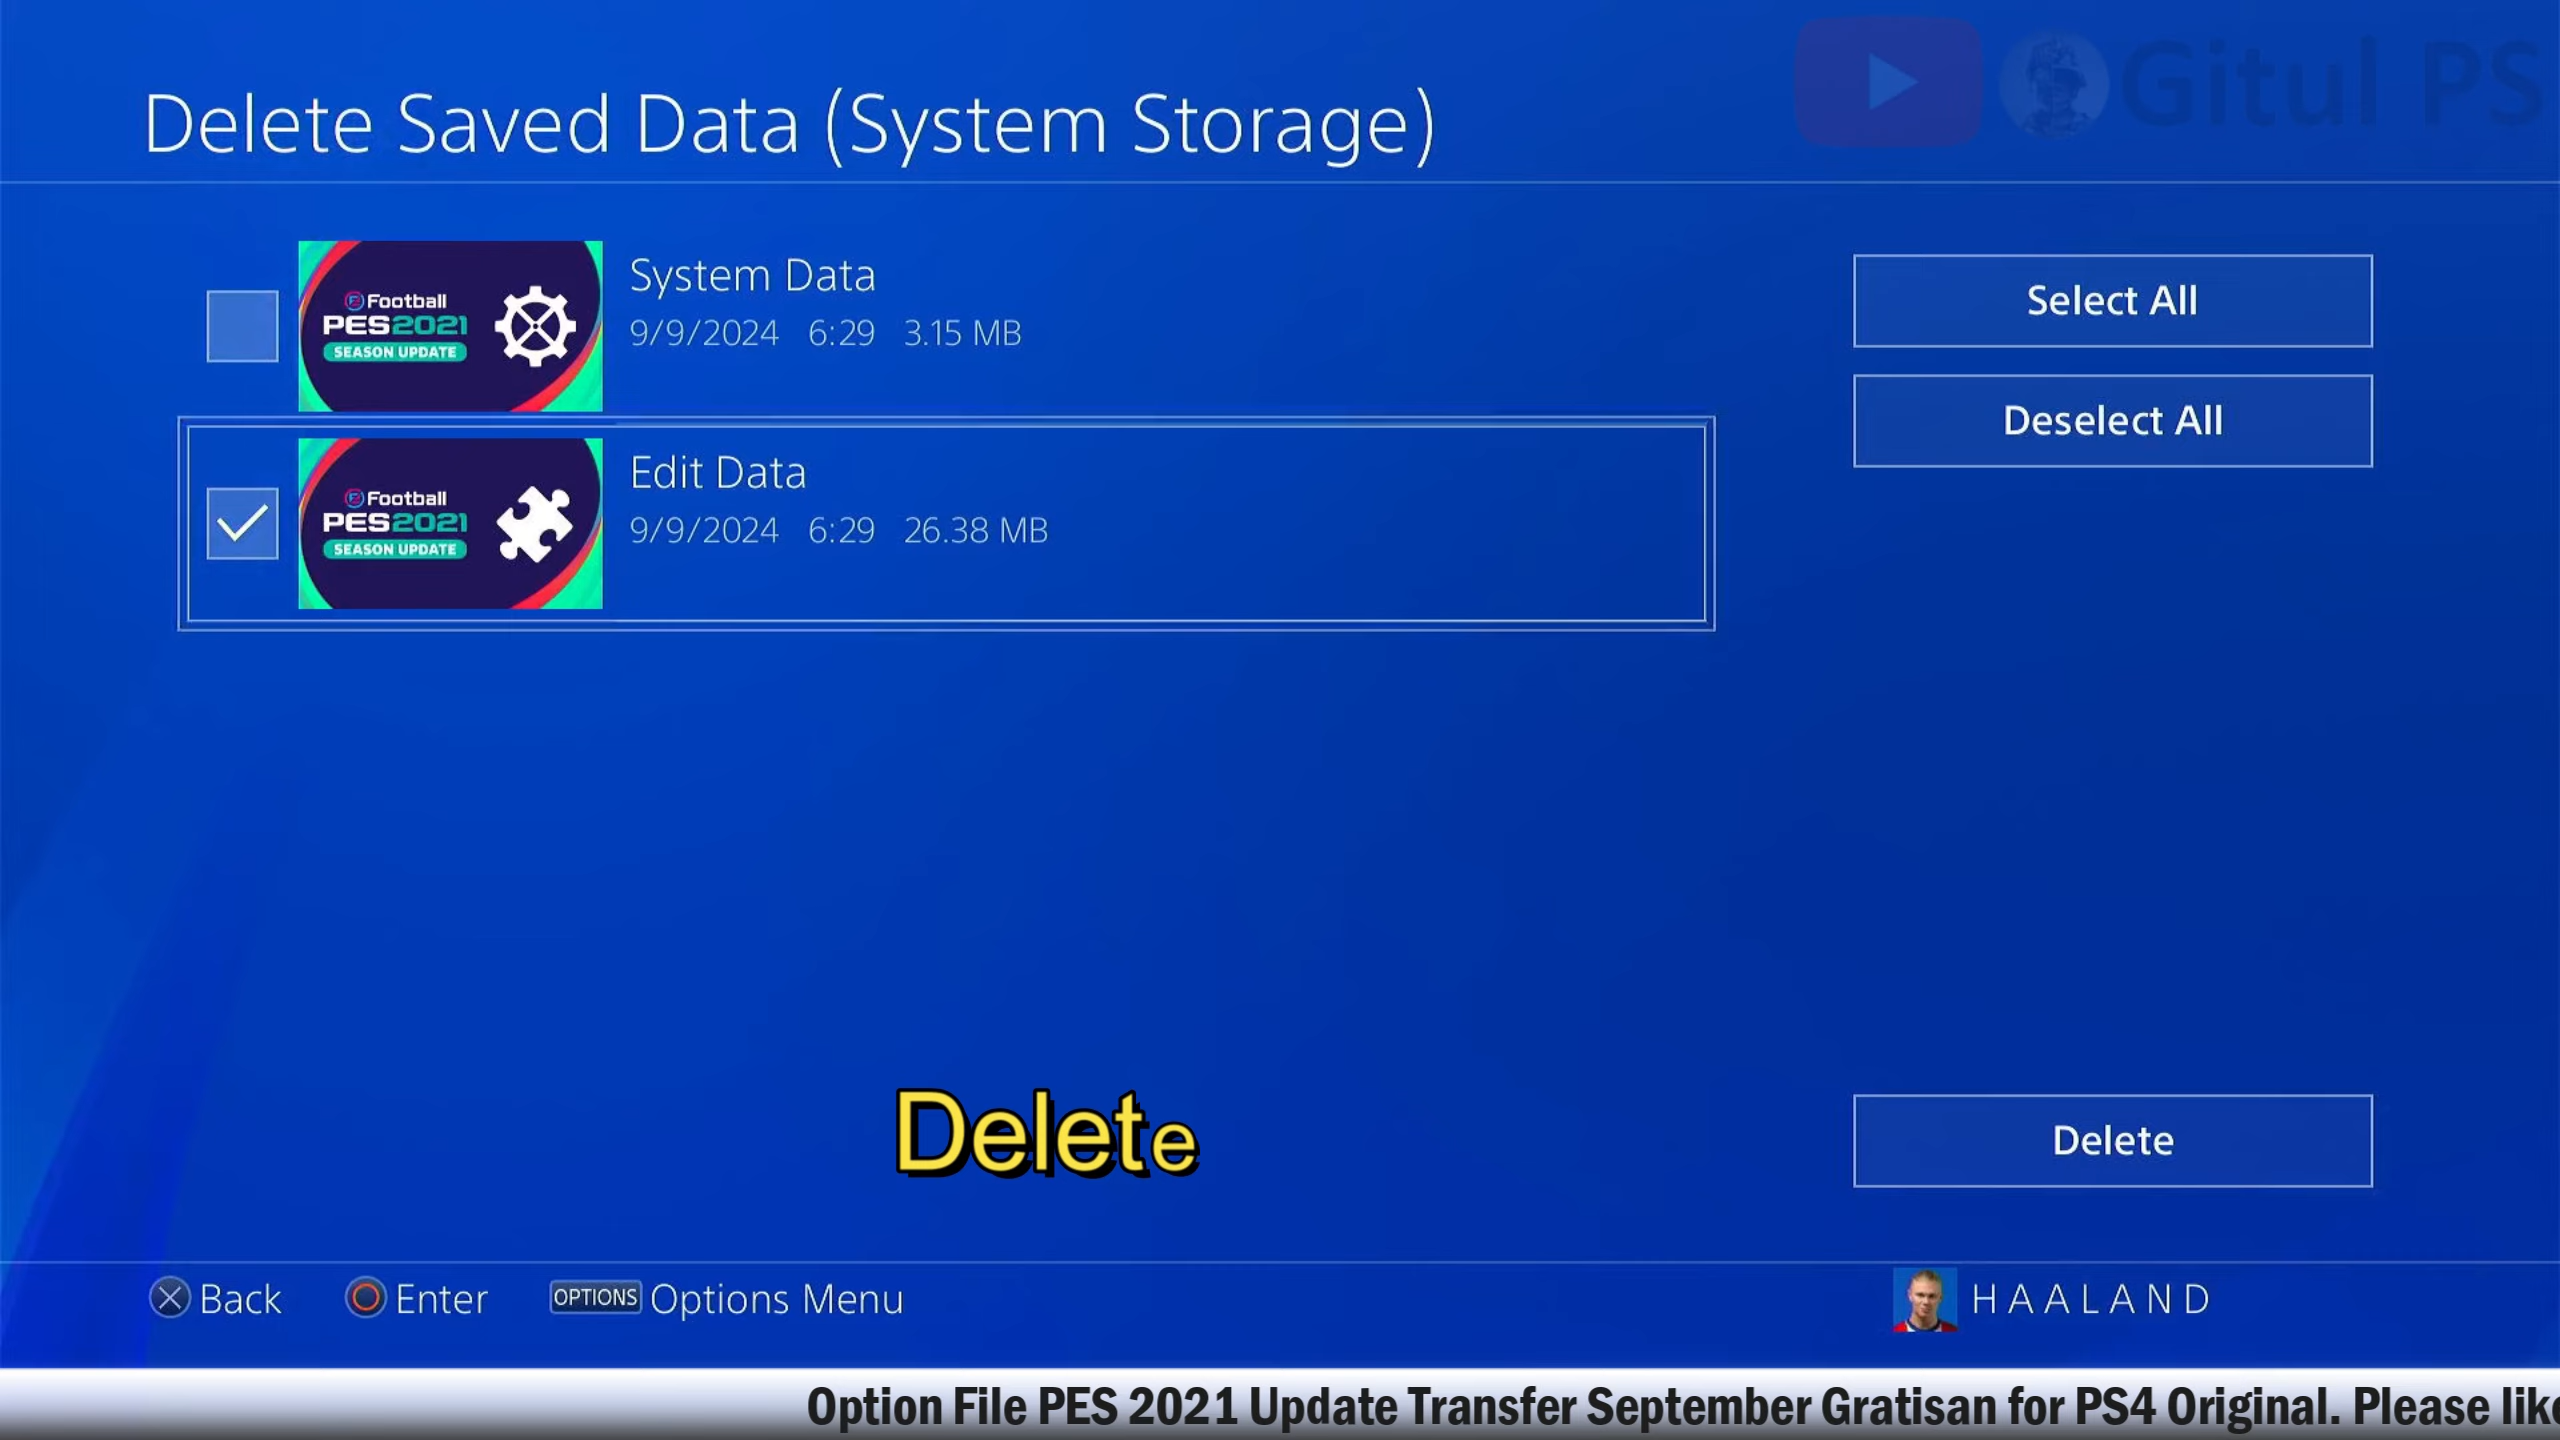 Gitul PS
Delete Saved Data (System Storage)
System Data
9/9/2024 6:29 3.15 MB
Football
PES2021
SEASON UPDATE
Select All
Deselect All
Edit Data
9/9/2024 6:29 26.38 MB
Football
PES2021
SEASON UPDATE
Delete
Delete
Back Enter OPTIONS Options Menu
HAALAND
Option File PES 2021 Update Transfer September Gratisan for PS4 Original. Please like